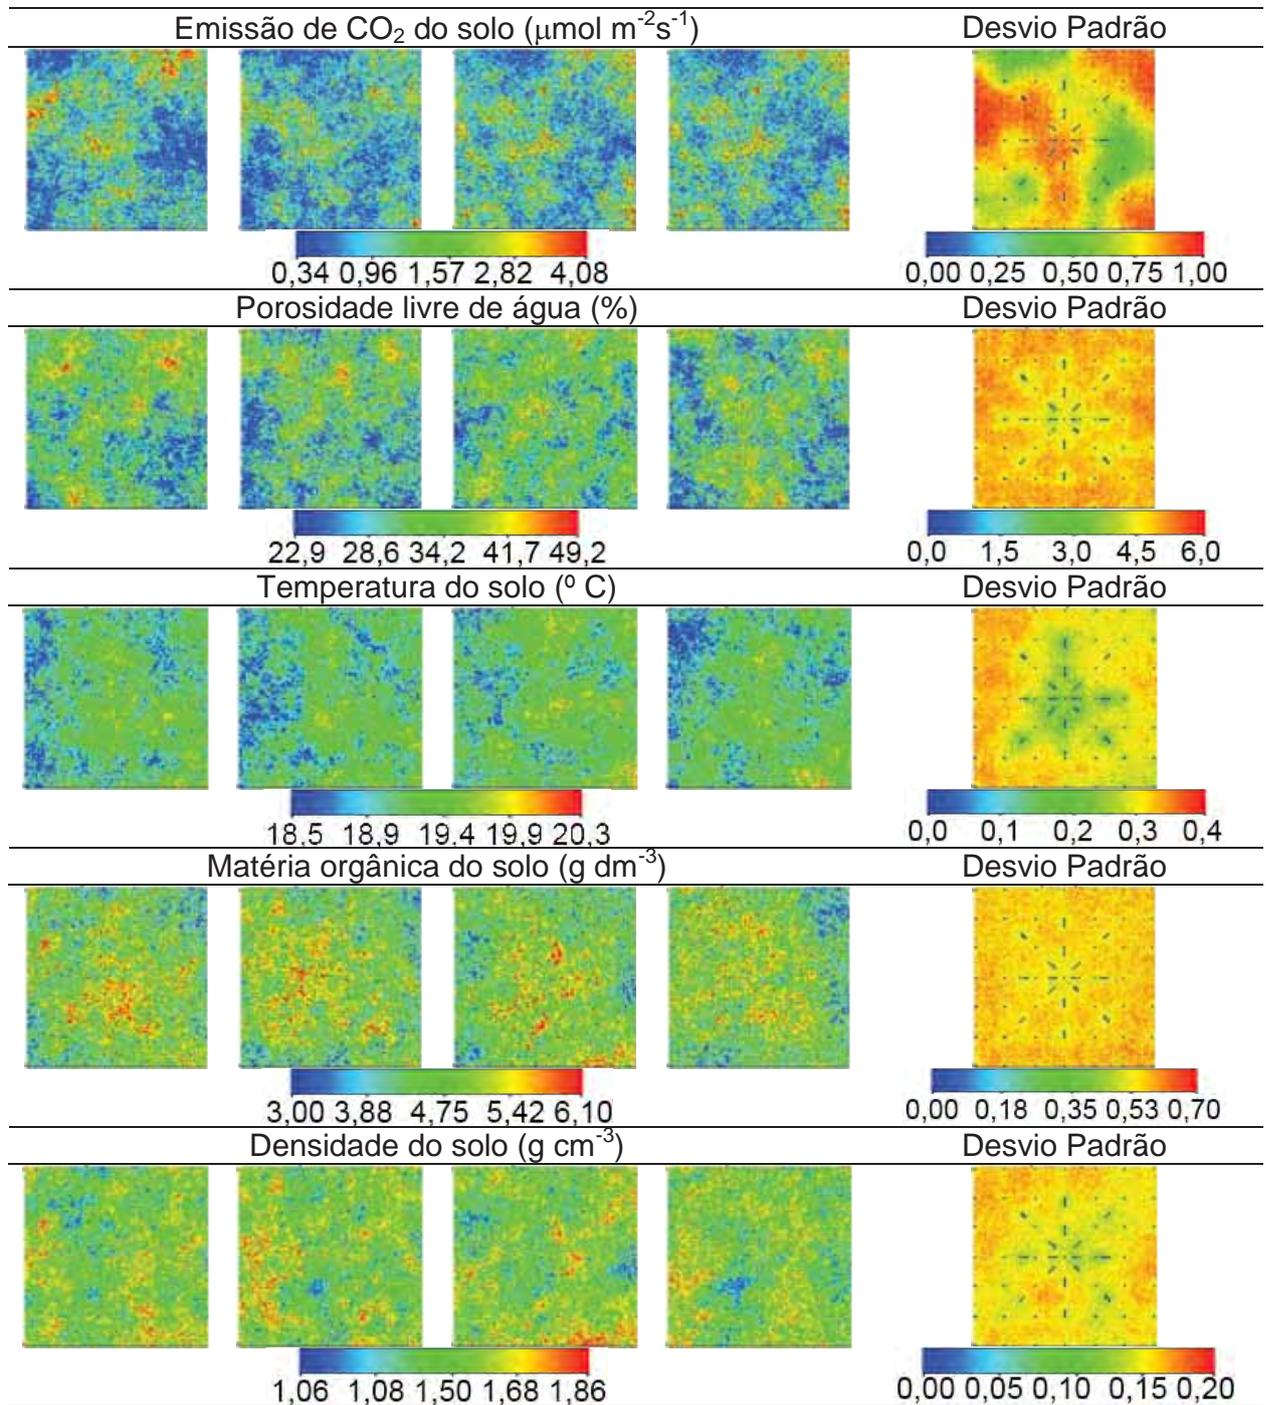 Emissão de CO₂ do solo (μmol m⁻²s⁻¹) Desvio Padrão
0,34 0,96 1,57 2,82 4,08 0,00 0,25 0,50 0,75 1,00
Porosidade livre de água (%) Desvio Padrão
22,9 28,6 34,2 41,7 49,2 0,0 1,5 3,0 4,5 6,0
Temperatura do solo (º C) Desvio Padrão
18,5 18,9 19,4 19,9 20,3 0,0 0,1 0,2 0,3 0,4
Matéria orgânica do solo (g dm⁻³) Desvio Padrão
3,00 3,88 4,75 5,42 6,10 0,00 0,18 0,35 0,53 0,70
Densidade do solo (g cm⁻³) Desvio Padrão
1,06 1,08 1,50 1,68 1,86 0,00 0,05 0,10 0,15 0,20